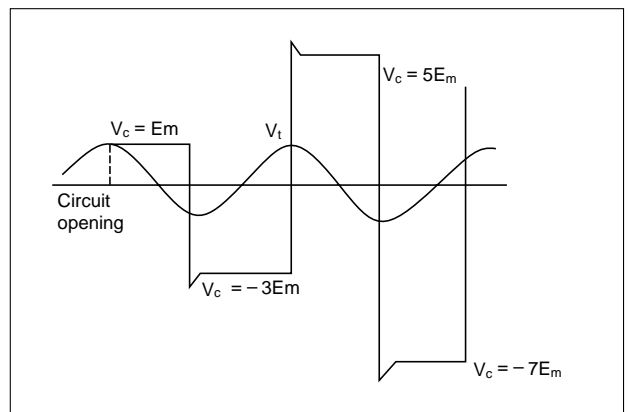 V_c = 5E_m
V_c = Em
V_t
Circuit
opening
V_c = −3Em
V_c = −7E_m